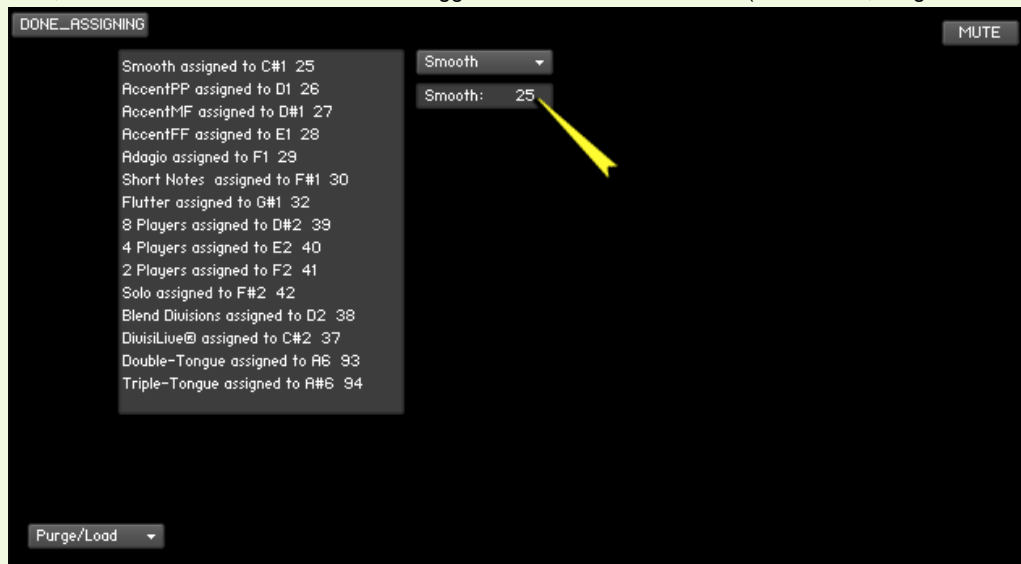 DONE_ASSIGNING
MUTE
Smooth assigned to C#1 25
AccentPP assigned to D1 26
AccentMF assigned to D#1 27
AccentFF assigned to E1 28
Adagio assigned to F1 29
Short Notes assigned to F#1 30
Flutter assigned to G#1 32
8 Players assigned to D#2 39
4 Players assigned to E2 40
2 Players assigned to F2 41
Solo assigned to F#2 42
Blend Divisions assigned to D2 38
DivisiLive® assigned to C#2 37
Double-Tongue assigned to A6 93
Triple-Tongue assigned to A#6 94
Smooth
Smooth: 25
Purge/Load